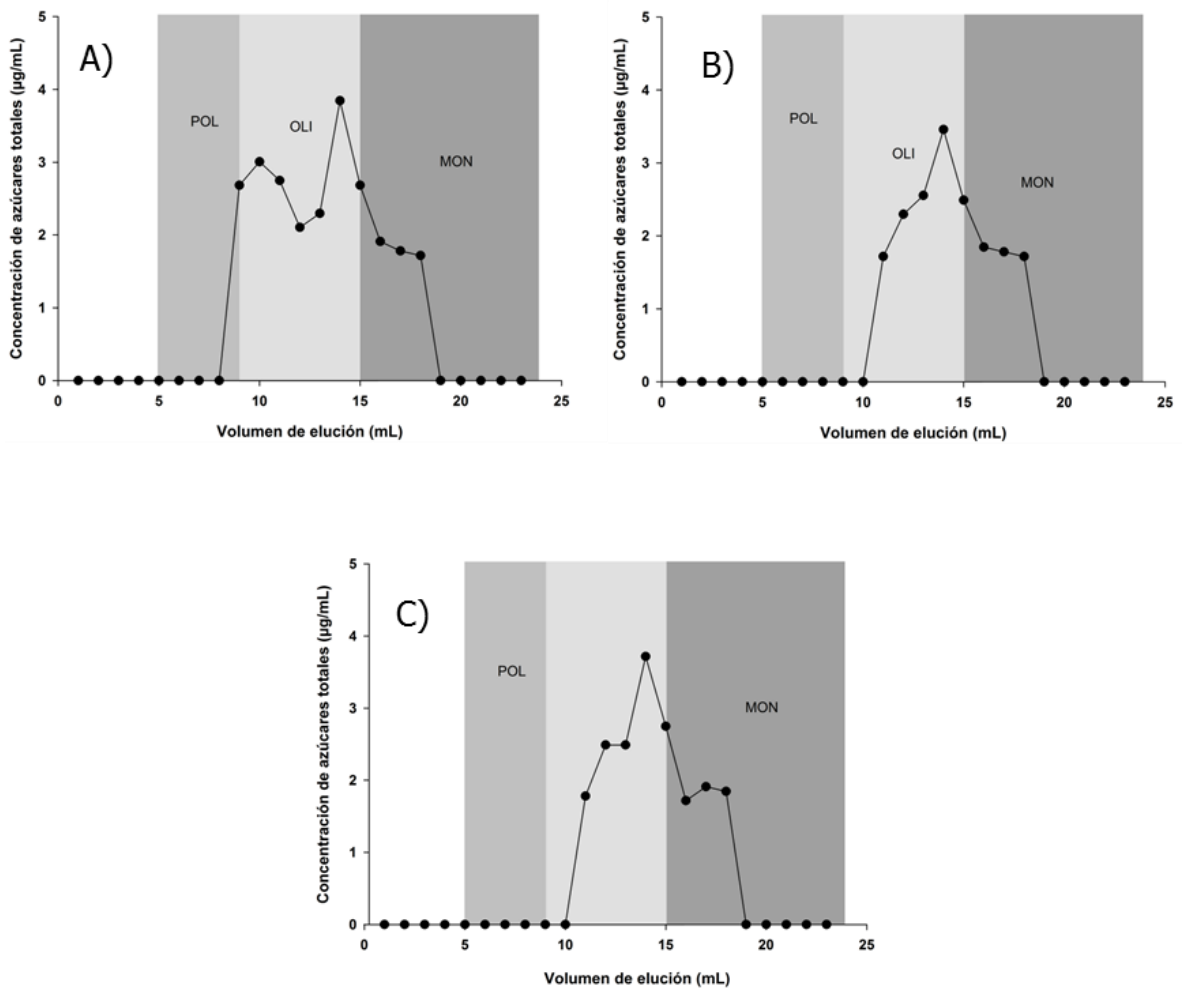 A)
POL
OLI
MON
Concentración de azúcares totales (µg/mL)
5
4
3
2
1
0
0 5 10 15 20 25
Volumen de elución (mL)
B)
POL
OLI
MON
Concentración de azúcares totales (µg/mL)
5
4
3
2
1
0
0 5 10 15 20 25
Volumen de elución (mL)
C)
POL
MON
Concentración de azúcares totales (µg/mL)
5
4
3
2
1
0
0 5 10 15 20 25
Volumen de elución (mL)